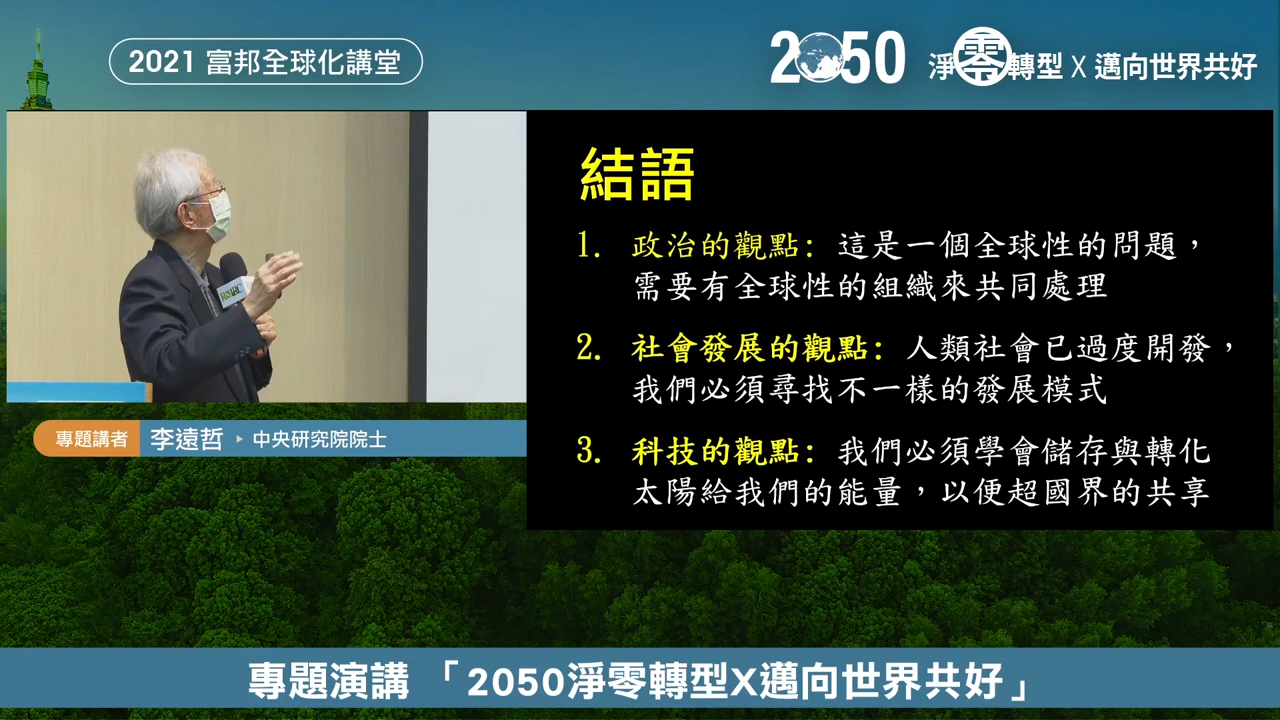 2021 富邦全球化講堂
2050 淨零轉型 X 邁向世界共好
結語
1. 政治的觀點: 這是一個全球性的問題，
需要有全球性的組織來共同處理
2. 社會發展的觀點: 人類社會已過度開發，
我們必須尋找不一樣的發展模式
3. 科技的觀點: 我們必須學會儲存與轉化
太陽給我們的能量，以便超國界的共享
專題講者 李遠哲 ▸ 中央研究院院士
專題演講 「2050淨零轉型X邁向世界共好」